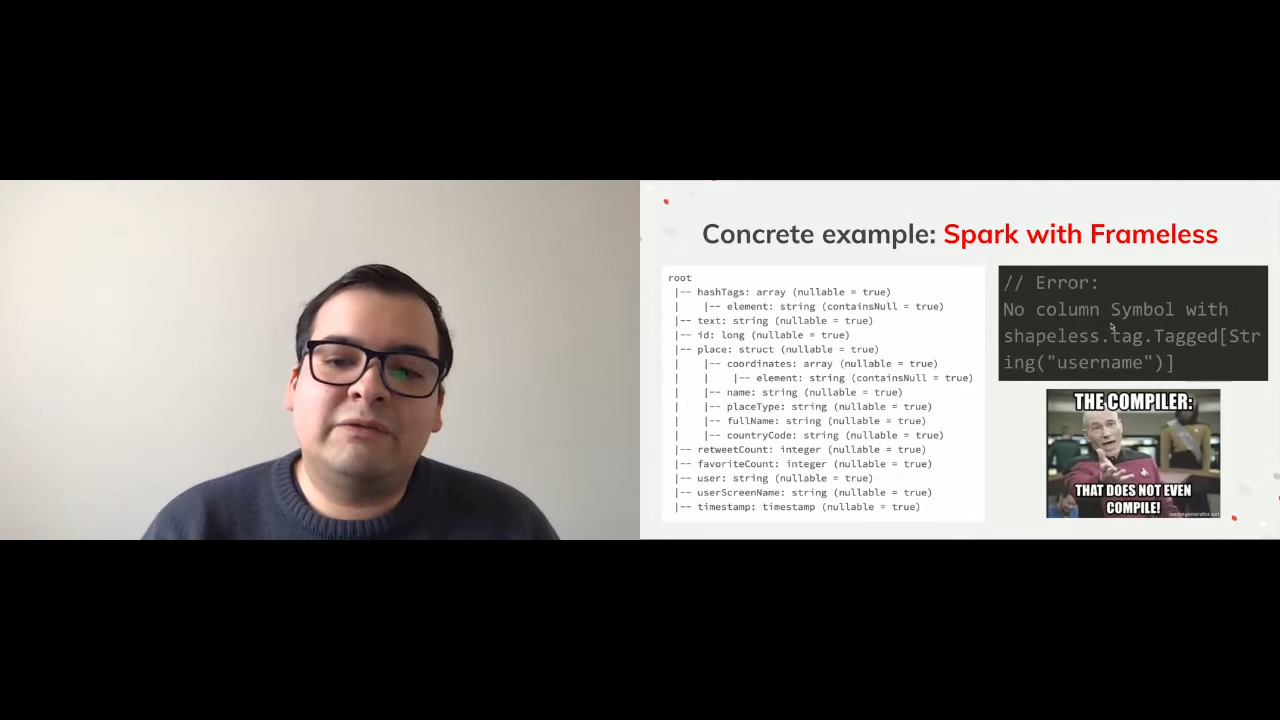 Concrete example: Spark with Frameless
root
|-- hashTags: array (nullable = true)
|    |-- element: string (containsNull = true)
|-- text: string (nullable = true)
|-- id: long (nullable = true)
|-- place: struct (nullable = true)
|    |-- coordinates: array (nullable = true)
|    |    |-- element: string (containsNull = true)
|    |-- name: string (nullable = true)
|    |-- placeType: string (nullable = true)
|    |-- fullName: string (nullable = true)
|    |-- countryCode: string (nullable = true)
|-- retweetCount: integer (nullable = true)
|-- favoriteCount: integer (nullable = true)
|-- user: string (nullable = true)
|-- userScreenName: string (nullable = true)
|-- timestamp: timestamp (nullable = true)
// Error:
No column Symbol with
shapeless.tag.Tagged[Str
ing("username")]
THE COMPILER:
THAT DOES NOT EVEN
COMPILE!
memegenerator.net